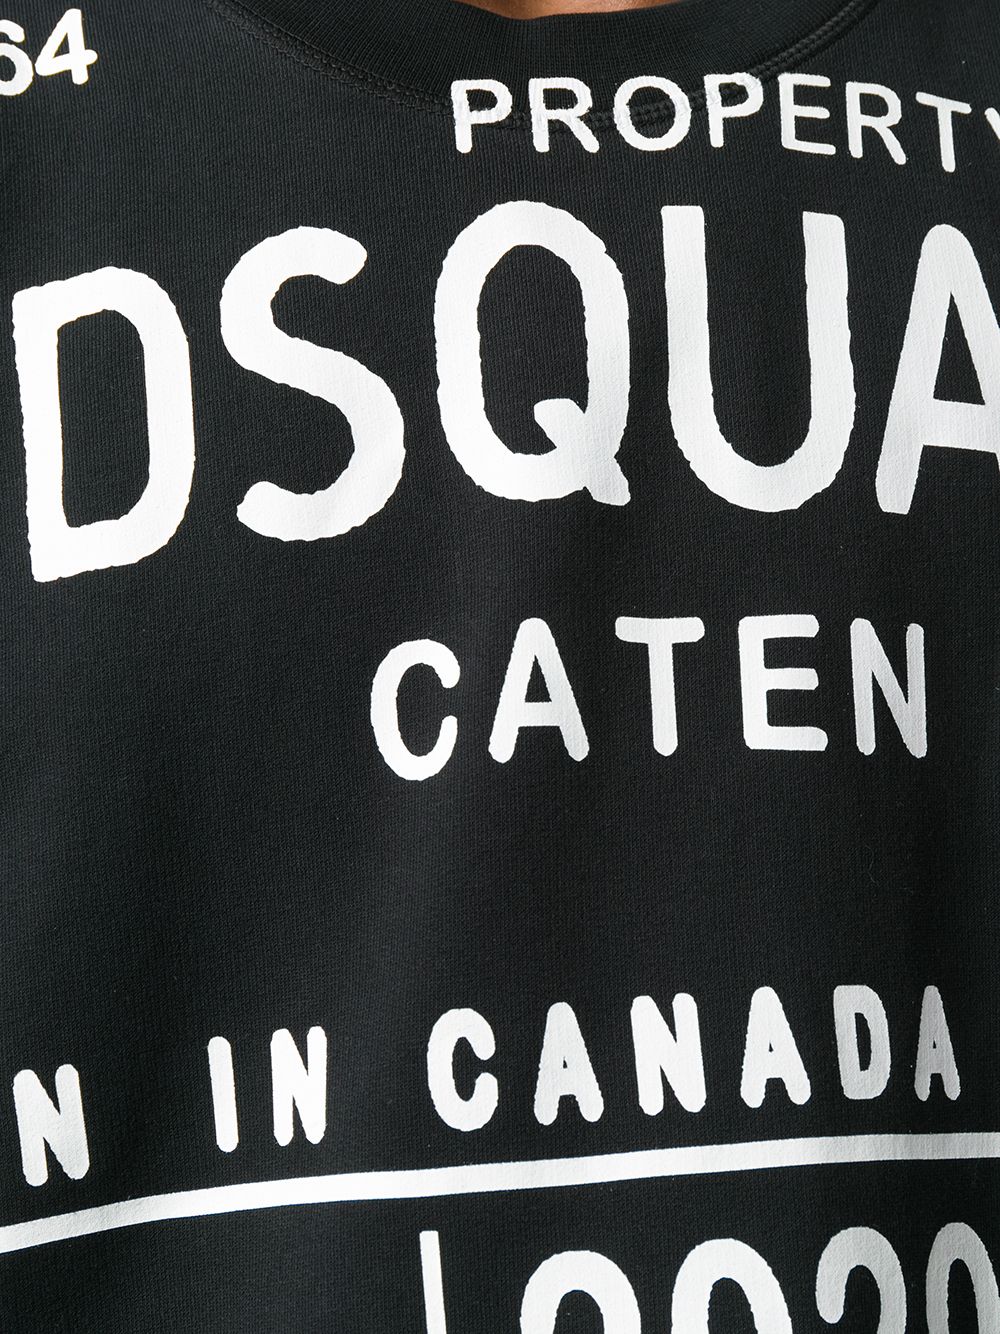 64
PROPERTY
DSQUA
CATEN
N IN CANADA